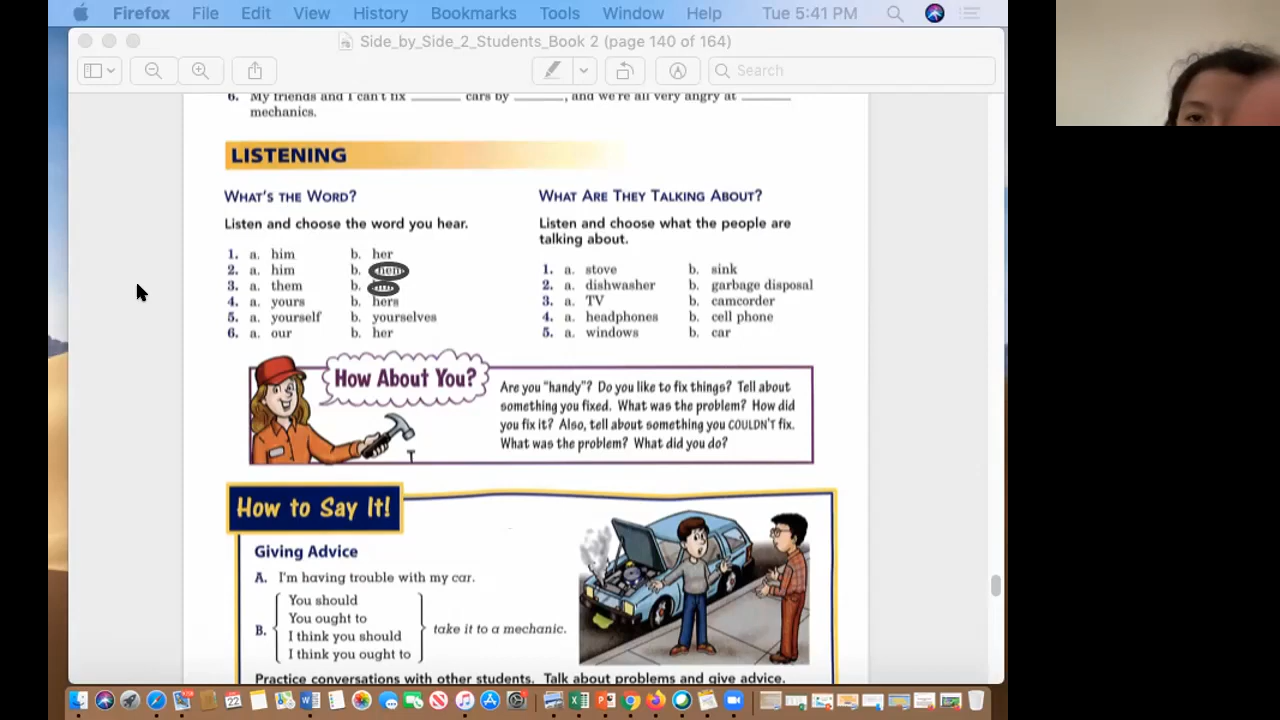 Firefox File Edit View History Bookmarks Tools Window Help Tue 5:41 PM
Side_by_Side_2_Students_Book 2 (page 140 of 164)
Search
6. My friends and I can't fix ______ cars by ______, and we're all very angry at ______
mechanics.
LISTENING
WHAT'S THE WORD?
Listen and choose the word you hear.
1. a. him b. her
2. a. him b. them
3. a. them b.
4. a. yours b. hers
5. a. yourself b. yourselves
6. a. our b. her
WHAT ARE THEY TALKING ABOUT?
Listen and choose what the people are
talking about.
1. a. stove b. sink
2. a. dishwasher b. garbage disposal
3. a. TV b. camcorder
4. a. headphones b. cell phone
5. a. windows b. car
How About You?
Are you "handy"? Do you like to fix things? Tell about
something you fixed. What was the problem? How did
you fix it? Also, tell about something you COULDN'T fix.
What was the problem? What did you do?
How to Say It!
Giving Advice
A. I'm having trouble with my car.
You should
You ought to
B. I think you should take it to a mechanic.
I think you ought to
Practice conversations with other students. Talk about problems and give advice.